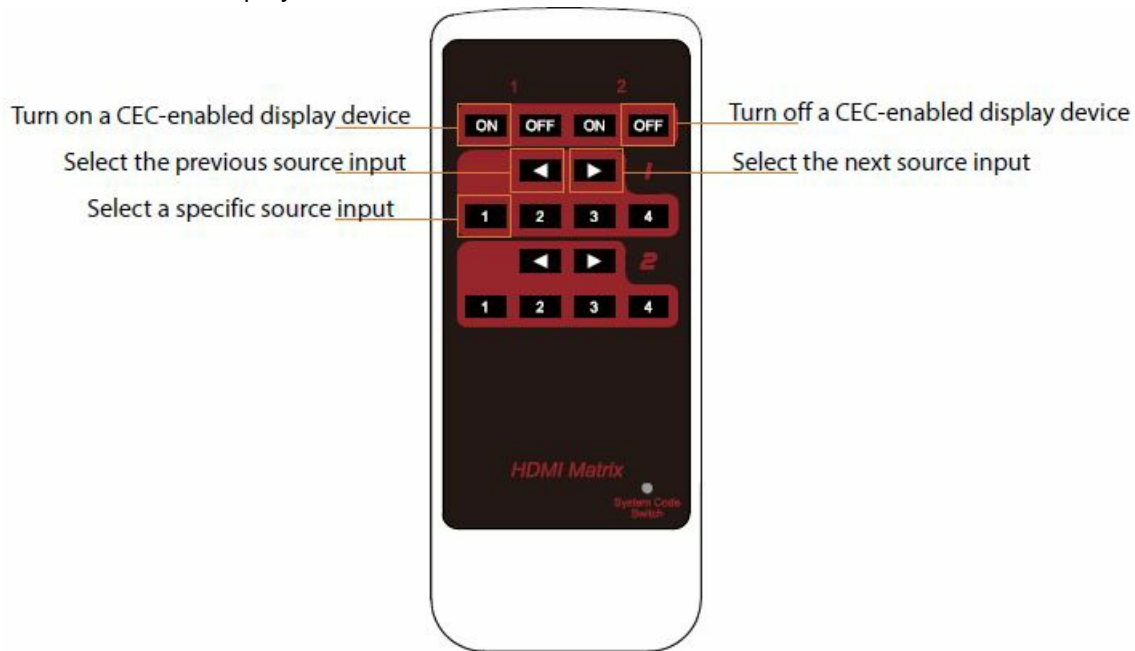 1 2
Turn on a CEC-enabled display device
ON OFF ON OFF
Turn off a CEC-enabled display device
Select the previous source input
◀ ▶ 1
Select the next source input
Select a specific source input
1 2 3 4
◀ ▶ 2
1 2 3 4
HDMI Matrix
System Code
Switch